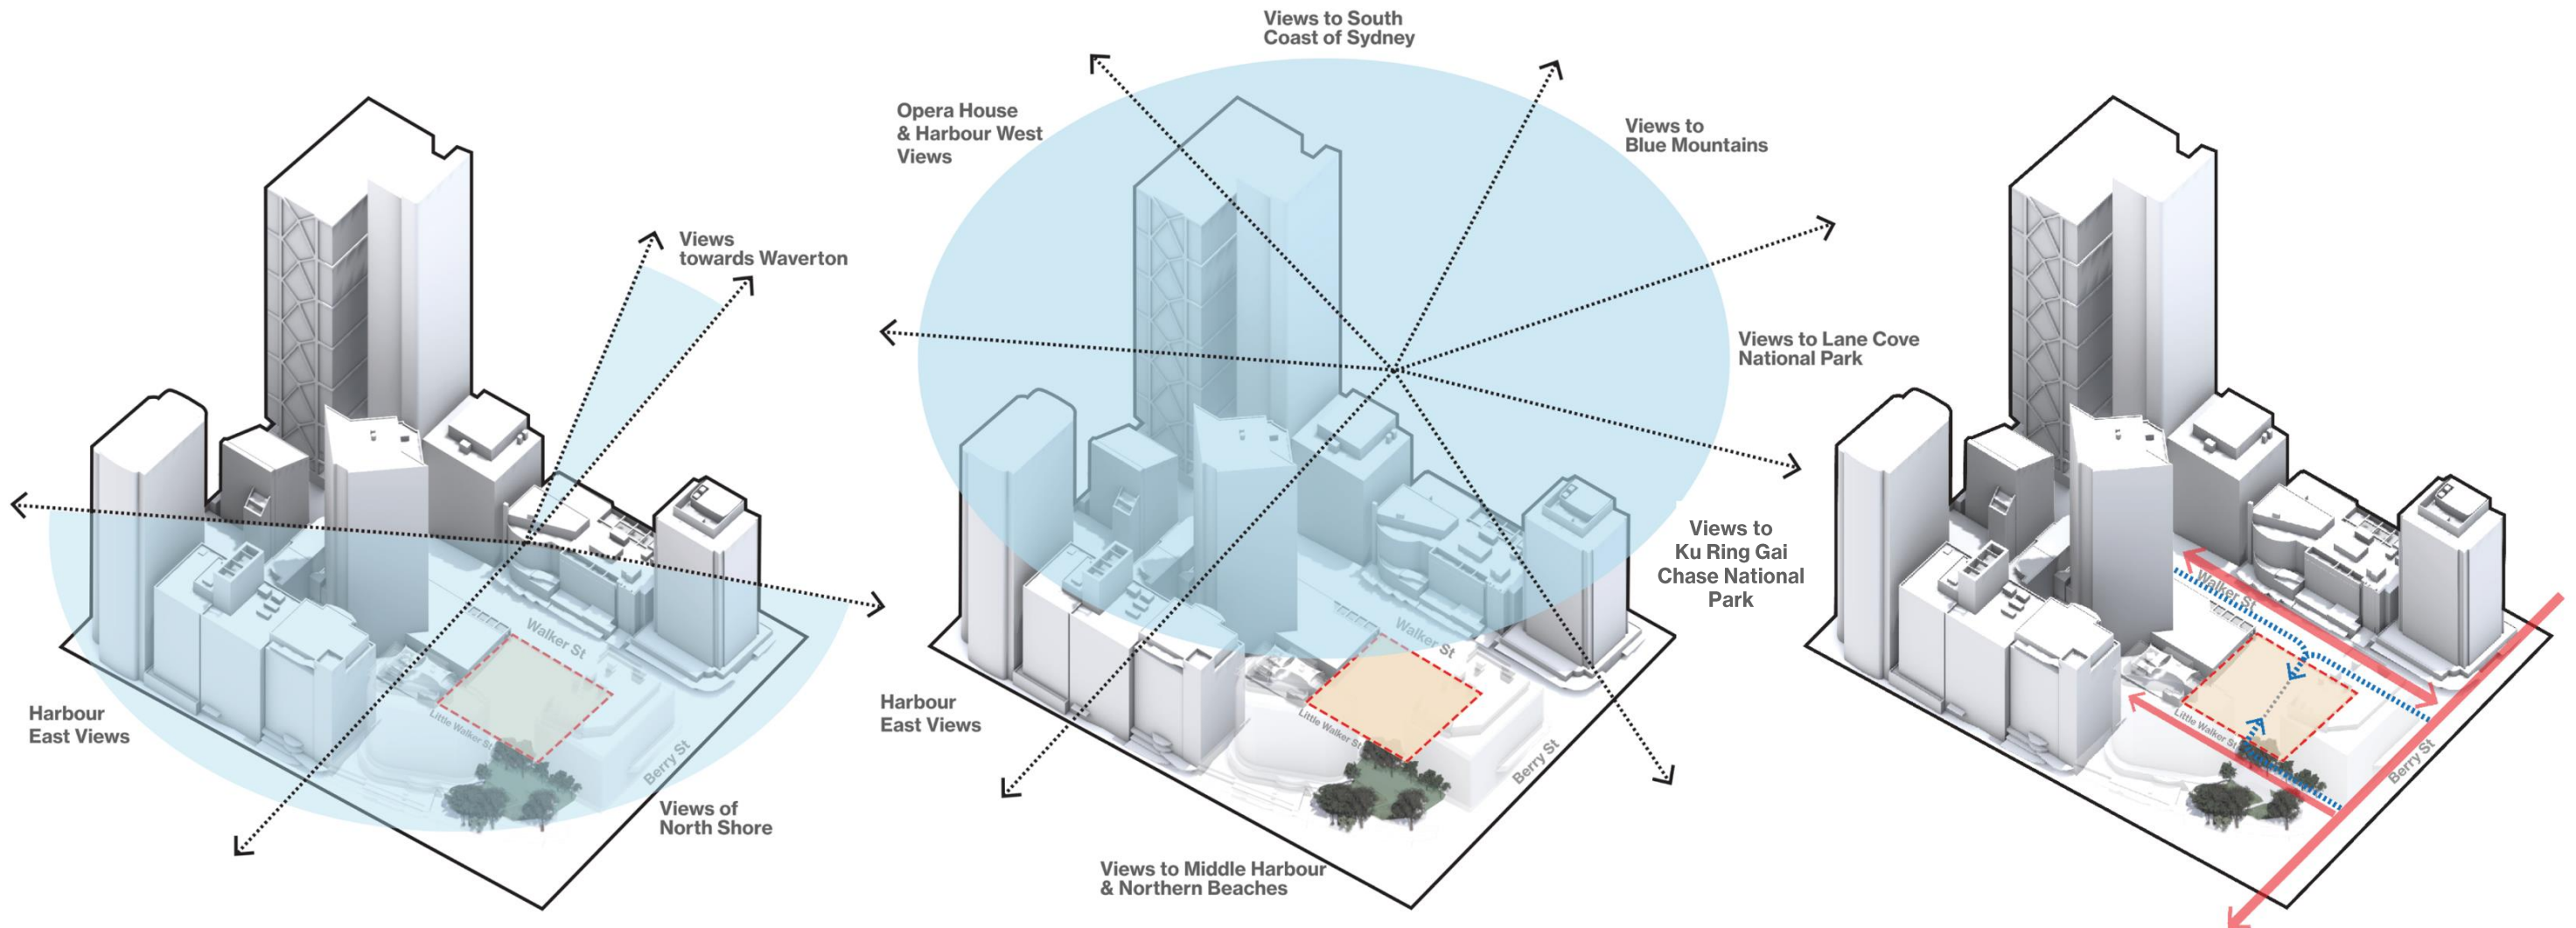 Views
towards Waverton
Walker St
Little Walker St
Berry St
Harbour
East Views
Views of
North Shore
Views to South
Coast of Sydney
Opera House
& Harbour West
Views
Views to
Blue Mountains
Views to Lane Cove
National Park
Views to
Ku Ring Gai
Chase National
Park
Walker St
Little Walker St
Berry St
Harbour
East Views
Views to Middle Harbour
& Northern Beaches
Walker St
Little Walker St
Berry St